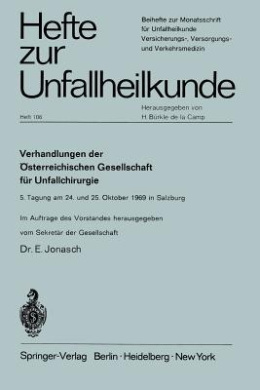 Hefte
zur
Unfallheilkunde
Beihefte zur Monatsschrift
für Unfallheilkunde
Versicherungs-, Versorgungs-
und Verkehrsmedizin
Herausgegeben von
H. Bürkle de la Camp
Heft 106
Verhandlungen der
Österreichischen Gesellschaft
für Unfallchirurgie
5. Tagung am 24. und 25. Oktober 1969 in Salzburg
Im Auftrage des Vorstandes herausgegeben
vom Sekretär der Gesellschaft
Dr. E. Jonasch
Springer-Verlag Berlin · Heidelberg · New York